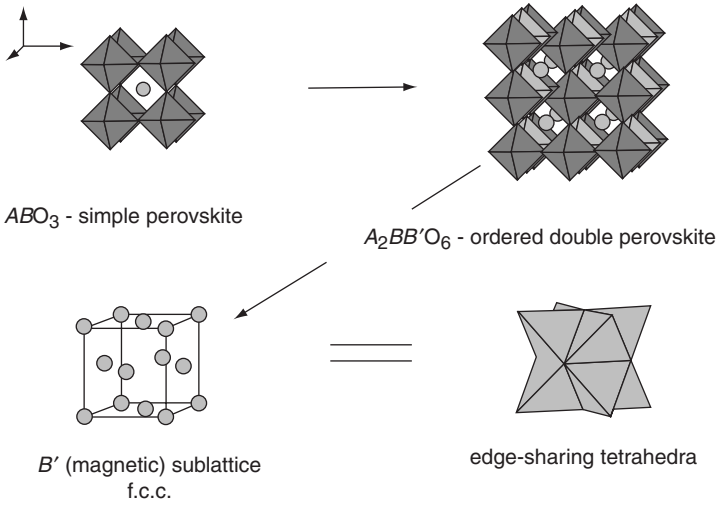 ABO₃ - simple perovskite
A₂BB′O₆ - ordered double perovskite
B′ (magnetic) sublattice
f.c.c.
edge-sharing tetrahedra